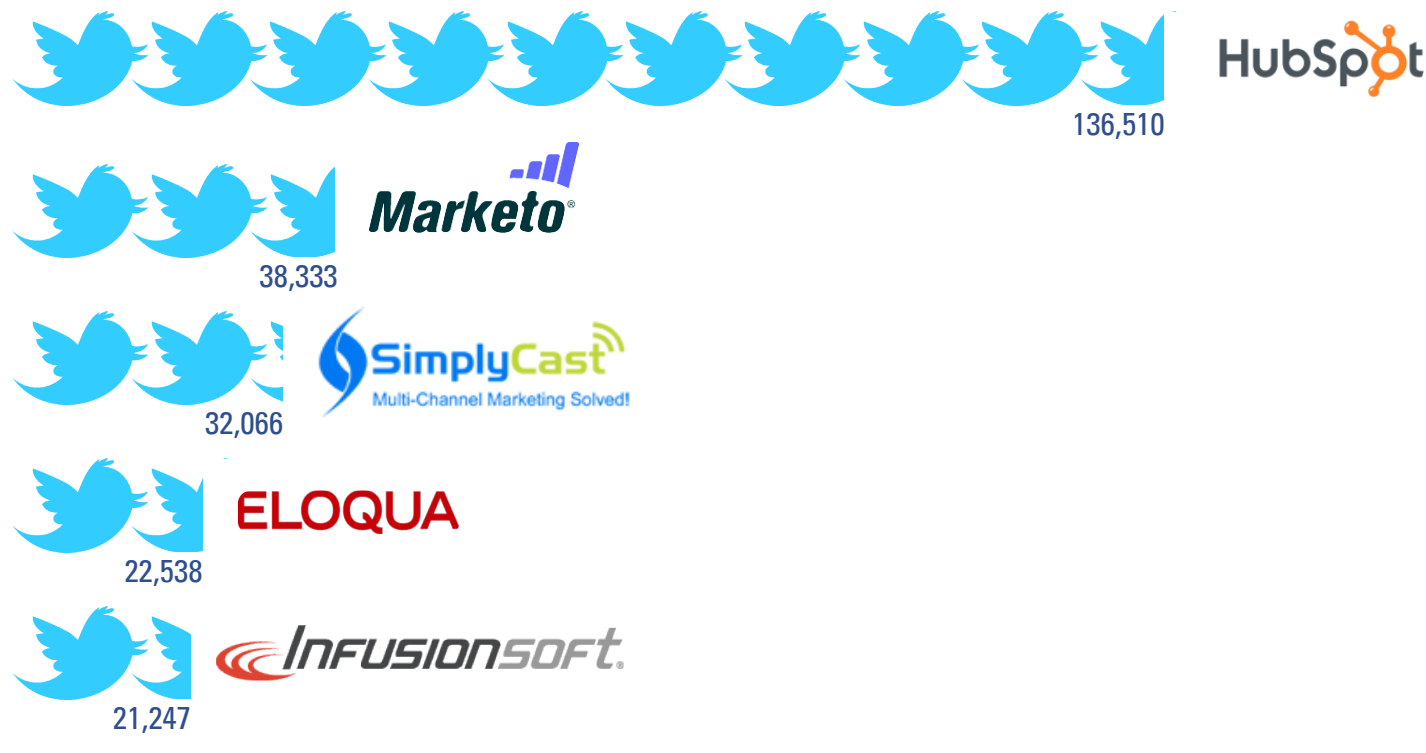 HubSpot
136,510
Marketo®
38,333
SimplyCast
Multi-Channel Marketing Solved!
32,066
ELOQUA
22,538
InFUSIONSOFT.®
21,247